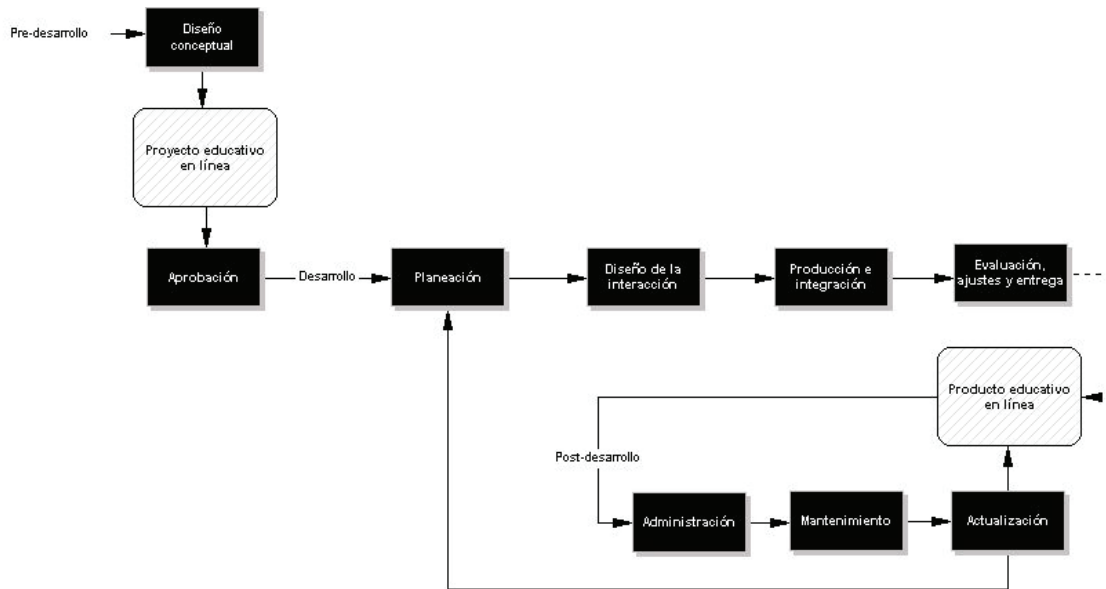 Pre-desarrollo
Diseño
conceptual
Proyecto educativo
en línea
Aprobación
Desarrollo
Planeación
Diseño de la
interacción
Producción e
integración
Evaluación,
ajustes y entrega
Producto educativo
en línea
Post-desarrollo
Administración
Mantenimiento
Actualización